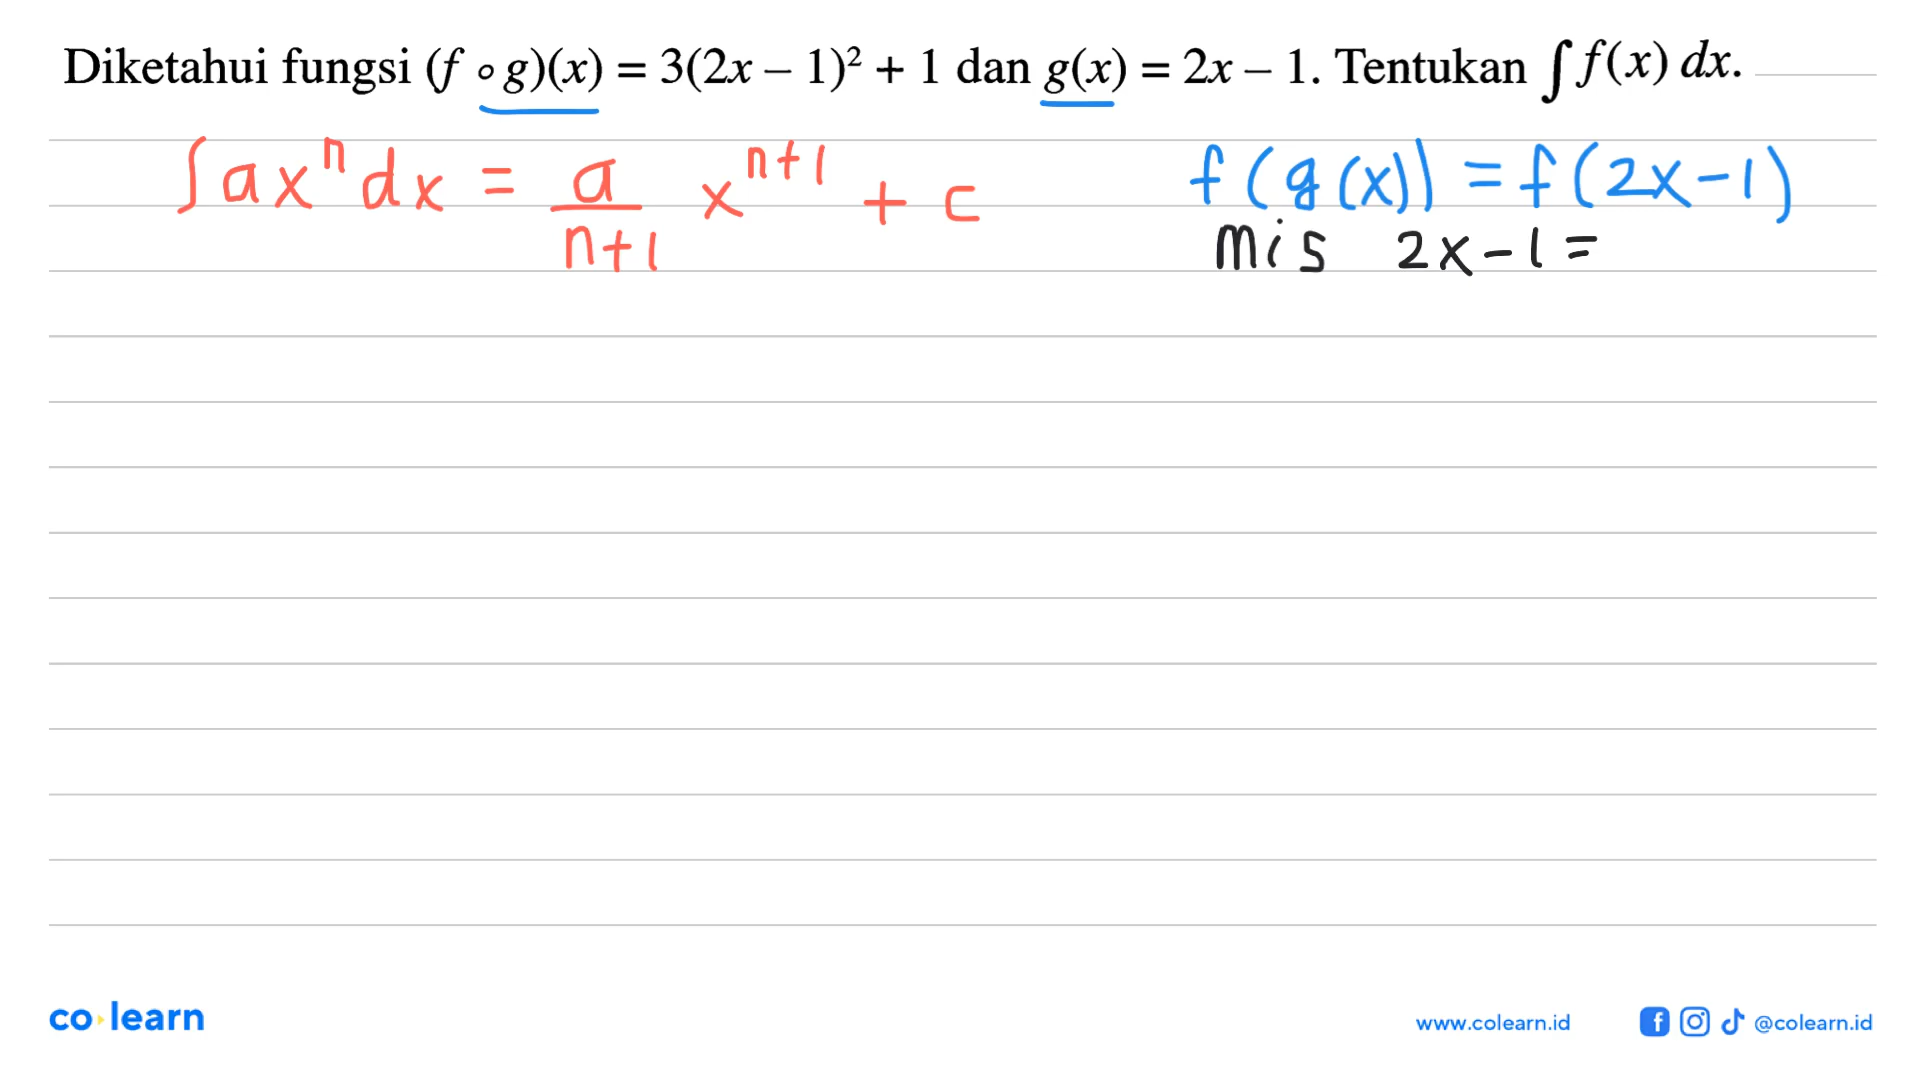 Diketahui fungsi (f ∘ g)(x) = 3(2x – 1)² + 1 dan g(x) = 2x – 1. Tentukan ∫ f(x) dx.
∫ax^n dx = a/(n+1) x^(n+1) + c
f(g(x)) = f(2x-1)
mis 2x-1 =
co learn
www.colearn.id
@colearn.id